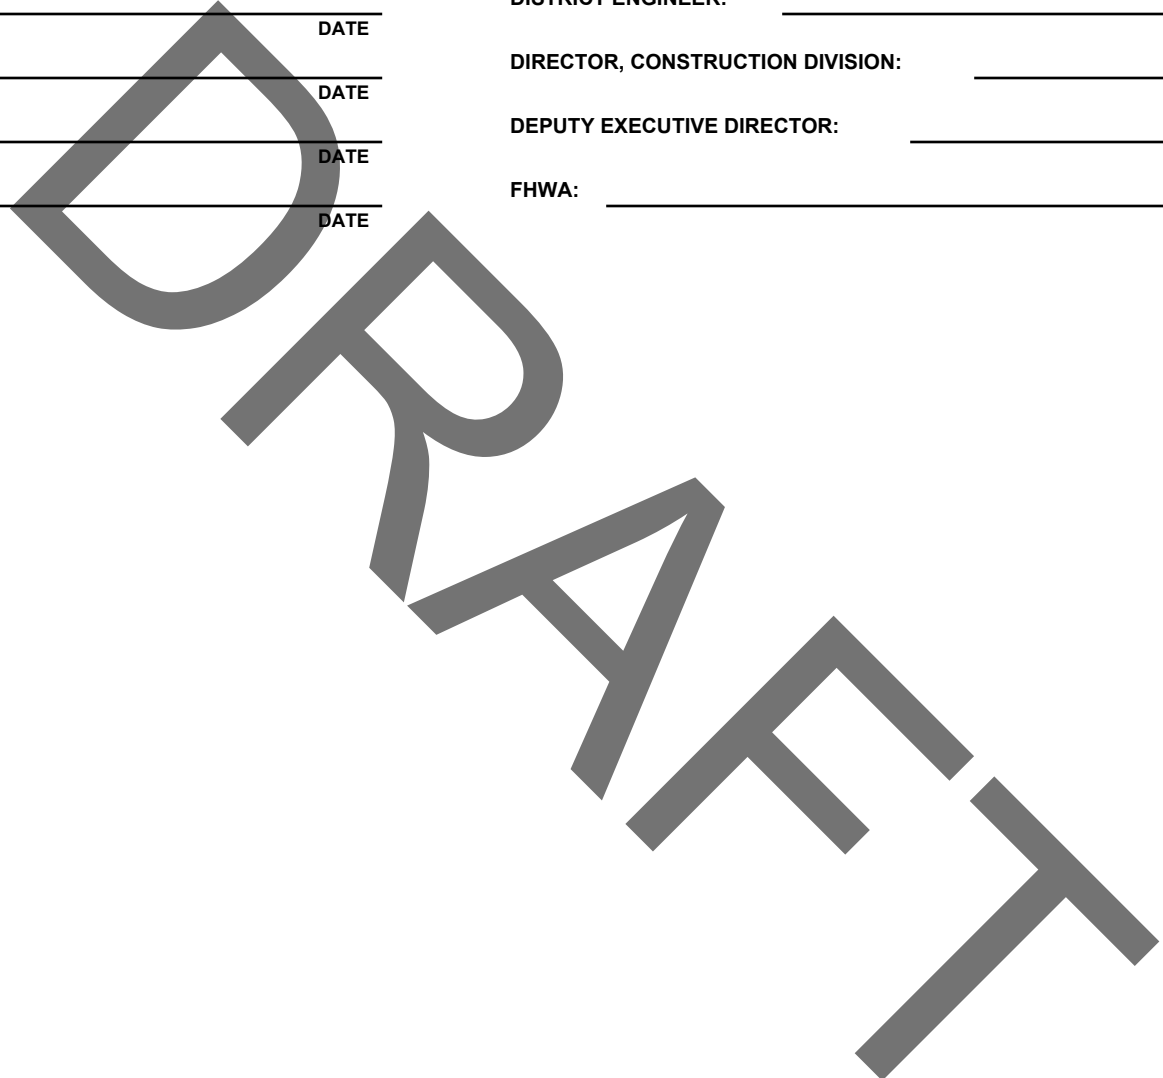 DISTRICT ENGINEER:
DATE
DIRECTOR, CONSTRUCTION DIVISION:
DATE
DEPUTY EXECUTIVE DIRECTOR:
DATE
FHWA:
DATE
DRAFT